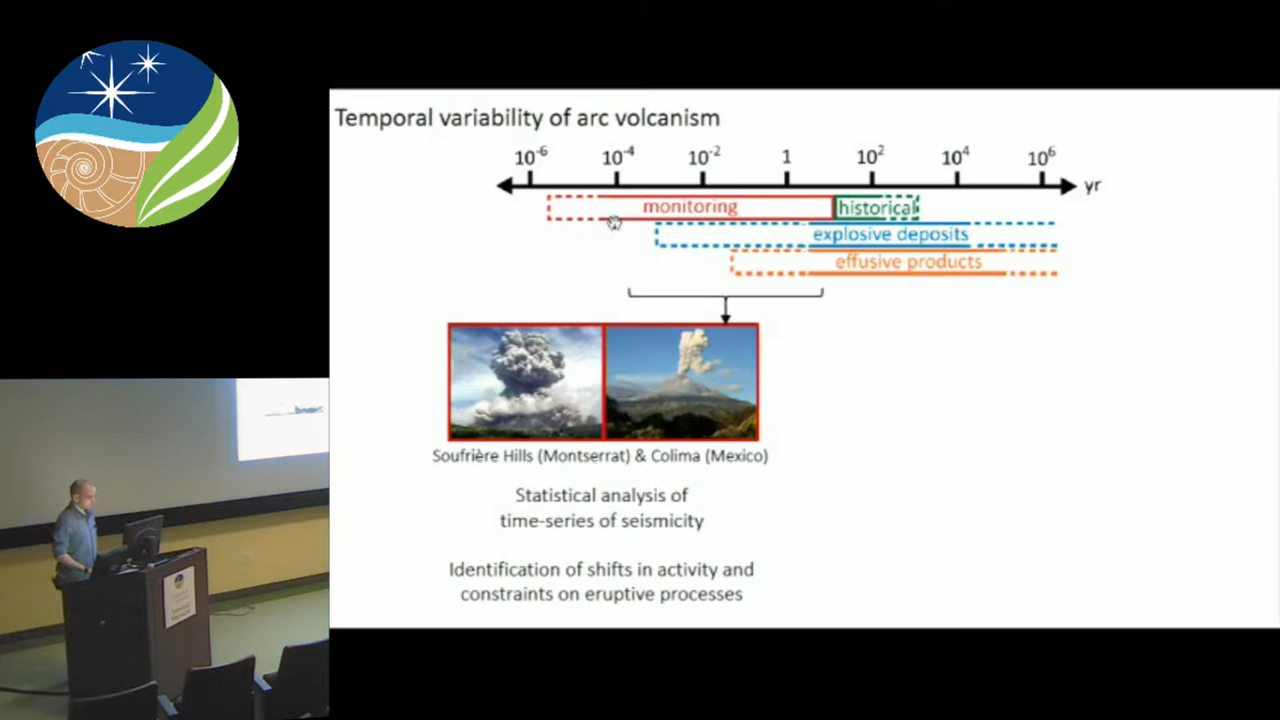 Temporal variability of arc volcanism
10-6 10-4 10-2 1 102 104 106
yr
monitoring historical
explosive deposits
effusive products
Soufrière Hills (Montserrat) & Colima (Mexico)
Statistical analysis of
time-series of seismicity
Identification of shifts in activity and
constraints on eruptive processes